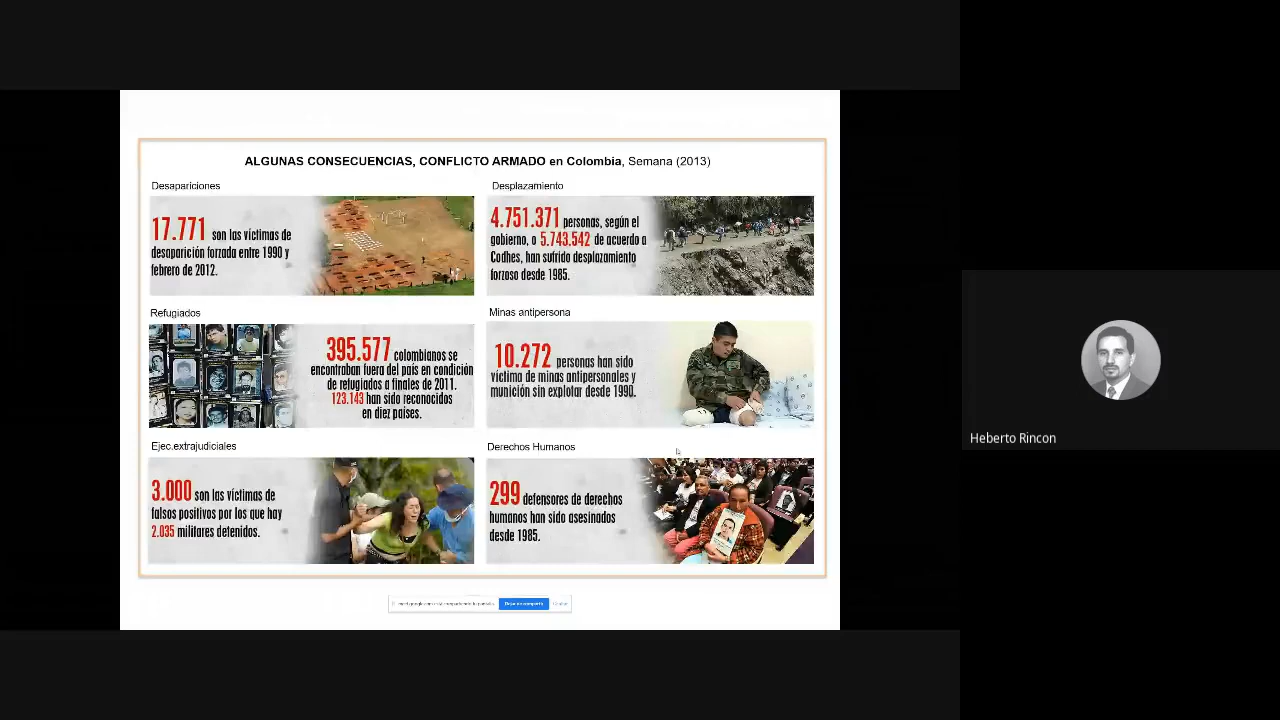 ALGUNAS CONSECUENCIAS, CONFLICTO ARMADO en Colombia, Semana (2013)
Desapariciones
17.771 son las víctimas de
desaparición forzada entre 1990 y
febrero de 2012.
Desplazamiento
4.751.371 personas, según el
gobierno, o 5.743.542 de acuerdo a
Codhes, han sufrido desplazamiento
forzoso desde 1985.
Refugiados
395.577 colombianos se
encontraban fuera del país en condición
de refugiados a finales de 2011.
123.143 han sido reconocidos
en diez países.
Minas antipersona
10.272 personas han sido
víctima de minas antipersonales y
munición sin explotar desde 1990.
Ejec.extrajudiciales
3.000 son las víctimas de
falsos positivos por los que hay
2.035 militares detenidos.
Derechos Humanos
299 defensores de derechos
humanos han sido asesinados
desde 1985.
Heberto Rincon